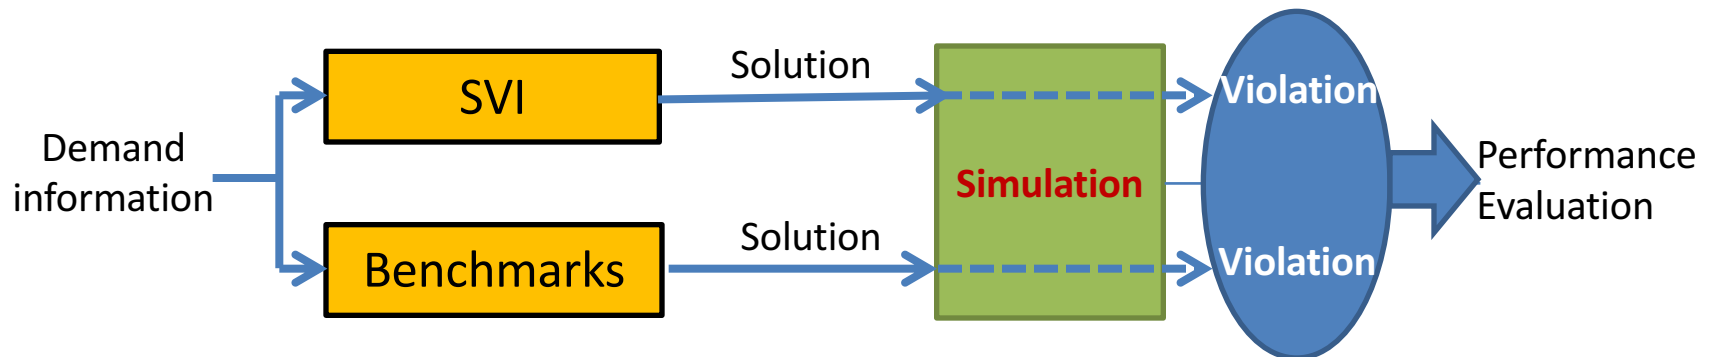 Demand
information
SVI
Benchmarks
Solution
Solution
Simulation
Violation
Violation
Performance
Evaluation